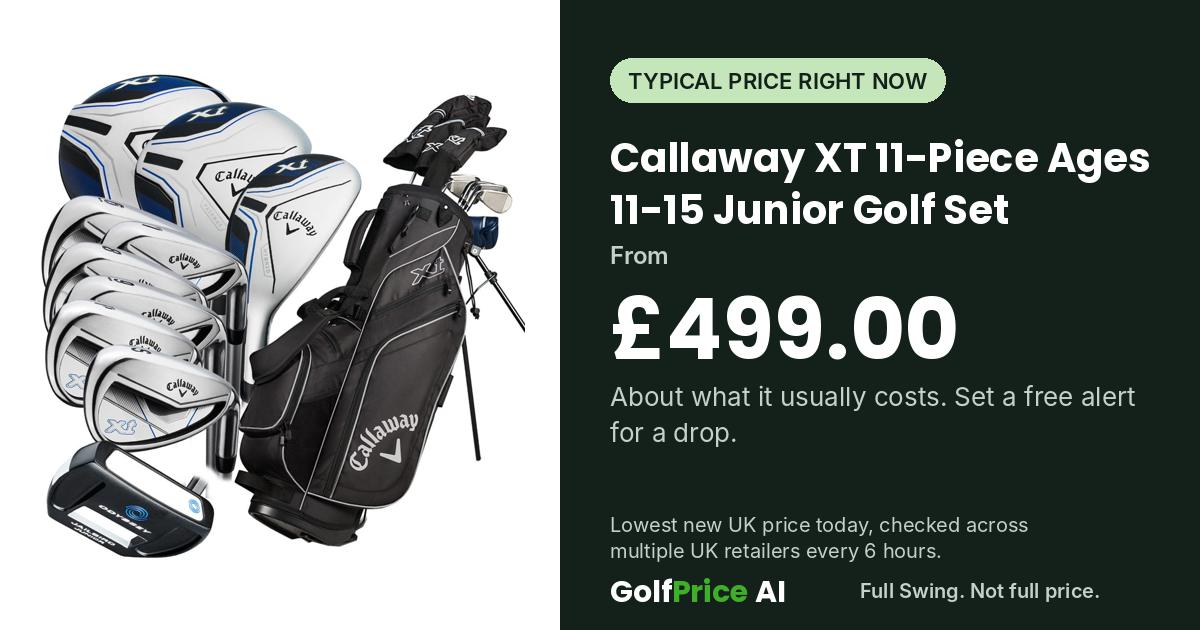 TYPICAL PRICE RIGHT NOW
Callaway XT 11-Piece Ages
11-15 Junior Golf Set
From
£499.00
About what it usually costs. Set a free alert
for a drop.
Lowest new UK price today, checked across
multiple UK retailers every 6 hours.
GolfPrice AI
Full Swing. Not full price.
xt
xt
Callaway
xt
Callaway
Callaway
Callaway
Callaway
Callaway
Callaway
xt
xt
Callaway
ODYSSEY
JAILBIRD